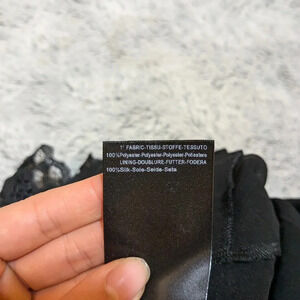 1° FABRIC-TISSU-STOFFE-TESSUTO
100%Polyester-Polyester-Polyester-Poliestere
LINING-DOUBLURE-FUTTER-FODERA
100%Silk-Soie-Seide-Seta